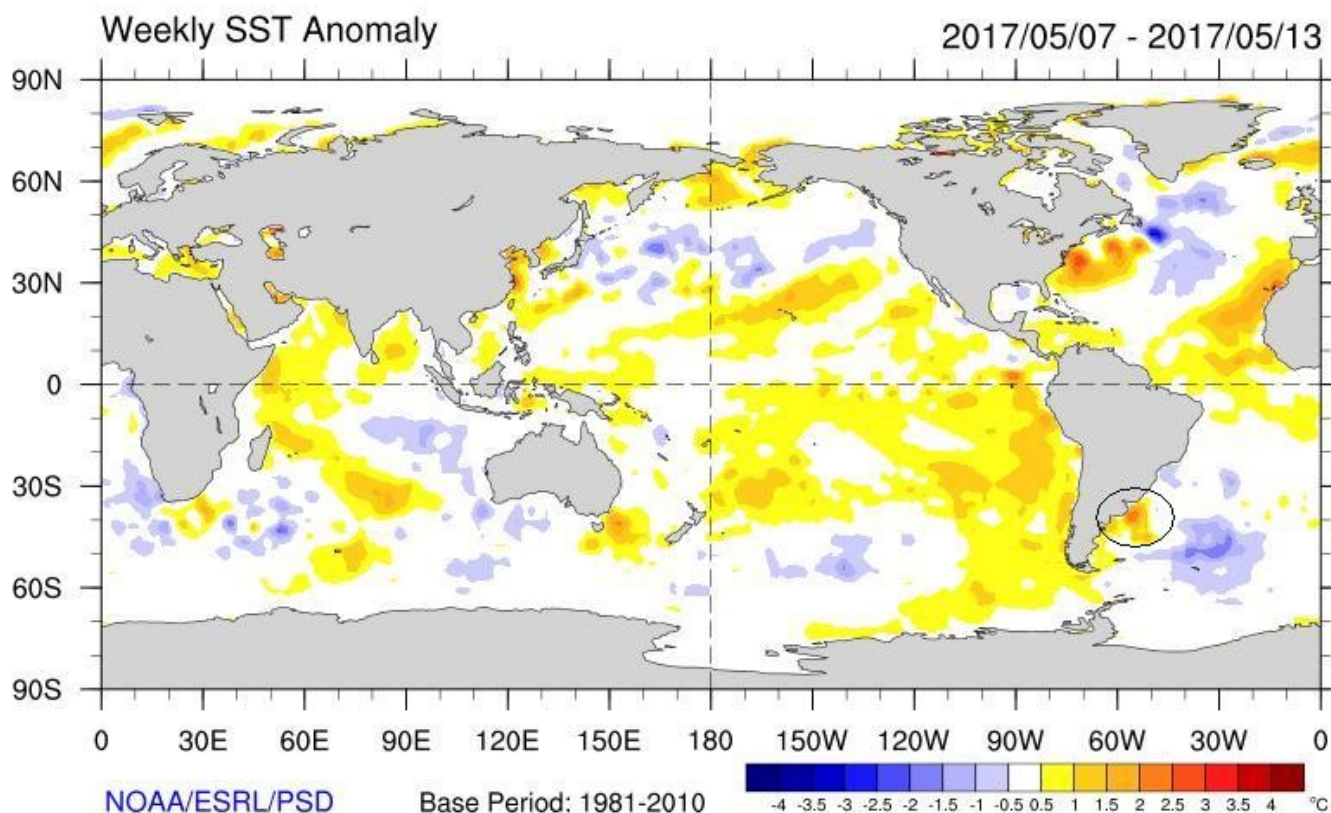 Weekly SST Anomaly 2017/05/07 - 2017/05/13
90N
60N
30N
0
30S
60S
90S
0 30E 60E 90E 120E 150E 180 150W 120W 90W 60W 30W 0
-4 -3.5 -3 -2.5 -2 -1.5 -1 -0.5 0.5 1 1.5 2 2.5 3 3.5 4 °C
NOAA/ESRL/PSD Base Period: 1981-2010